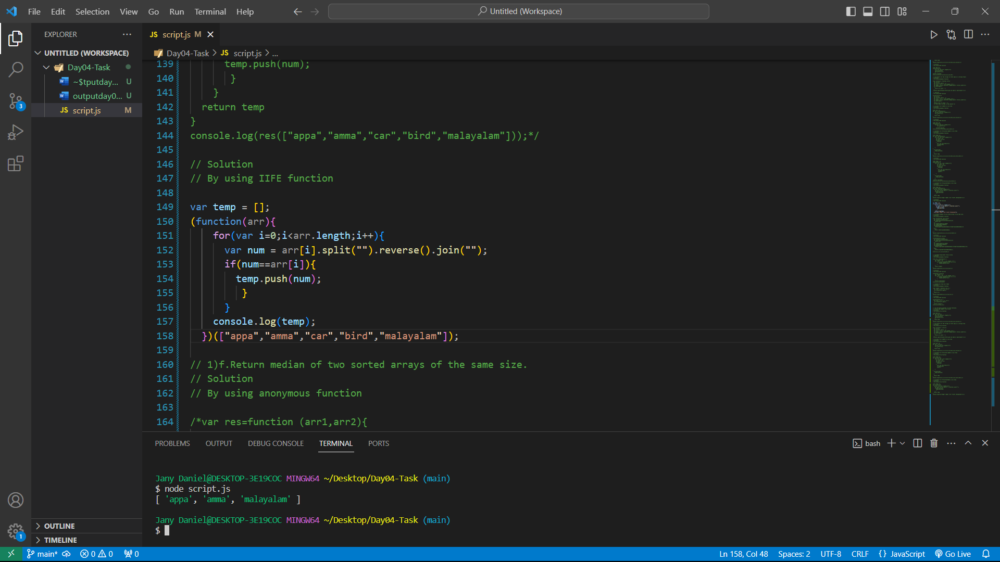 File Edit Selection View Go Run Terminal Help
Untitled (Workspace)
EXPLORER
UNTITLED (WORKSPACE)
Day04-Task
~$tputday... U
outputday0... U
JS script.js M
OUTLINE
TIMELINE
3
1
JS script.js M
Day04-Task > JS script.js > ...
139 temp.push(num);
140 }
141 }
142 return temp
143 }
144 console.log(res(["appa","amma","car","bird","malayalam"]));*/
145
146 // Solution
147 // By using IIFE function
148
149 var temp = [];
150 (function(arr){
151 for(var i=0;i<arr.length;i++){
152 var num = arr[i].split("").reverse().join("");
153 if(num==arr[i]){
154 temp.push(num);
155 }
156 }
157 console.log(temp);
158 })(["appa","amma","car","bird","malayalam"]);
159
160 // 1)f.Return median of two sorted arrays of the same size.
161 // Solution
162 // By using anonymous function
163
164 /*var res=function (arr1,arr2){
PROBLEMS OUTPUT DEBUG CONSOLE TERMINAL PORTS
bash
Jany Daniel@DESKTOP-3E19COC MINGW64 ~/Desktop/Day04-Task (main)
$ node script.js
[ 'appa', 'amma', 'malayalam' ]
Jany Daniel@DESKTOP-3E19COC MINGW64 ~/Desktop/Day04-Task (main)
$
main* 0 0 0
Ln 158, Col 48 Spaces: 2 UTF-8 CRLF {} JavaScript Go Live